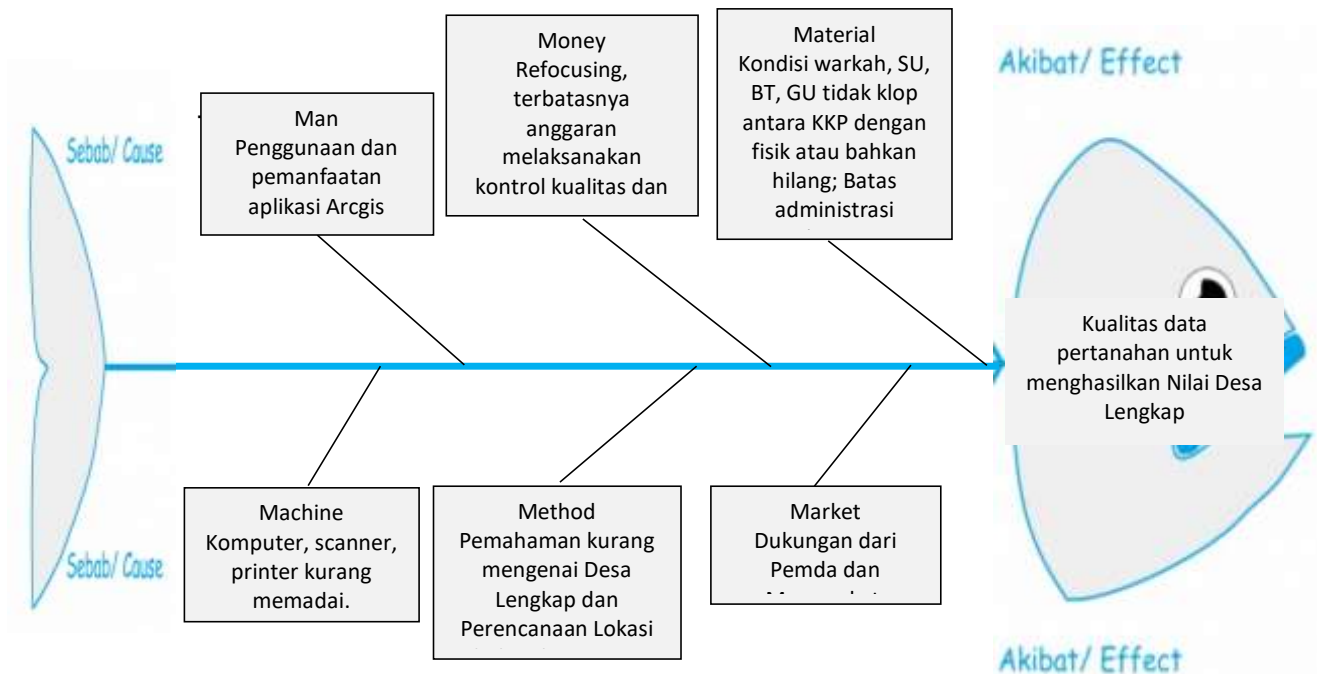 Sebab/ Cause
Man
Penggunaan dan
pemanfaatan
aplikasi Arcgis
Money
Refocusing,
terbatasnya
anggaran
melaksanakan
kontrol kualitas dan
Material
Kondisi warkah, SU,
BT, GU tidak klop
antara KKP dengan
fisik atau bahkan
hilang; Batas
administrasi
Akibat/ Effect
Kualitas data
pertanahan untuk
menghasilkan Nilai Desa
Lengkap
Sebab/ Cause
Machine
Komputer, scanner,
printer kurang
memadai.
Method
Pemahaman kurang
mengenai Desa
Lengkap dan
Perencanaan Lokasi
Market
Dukungan dari
Pemda dan
Akibat/ Effect